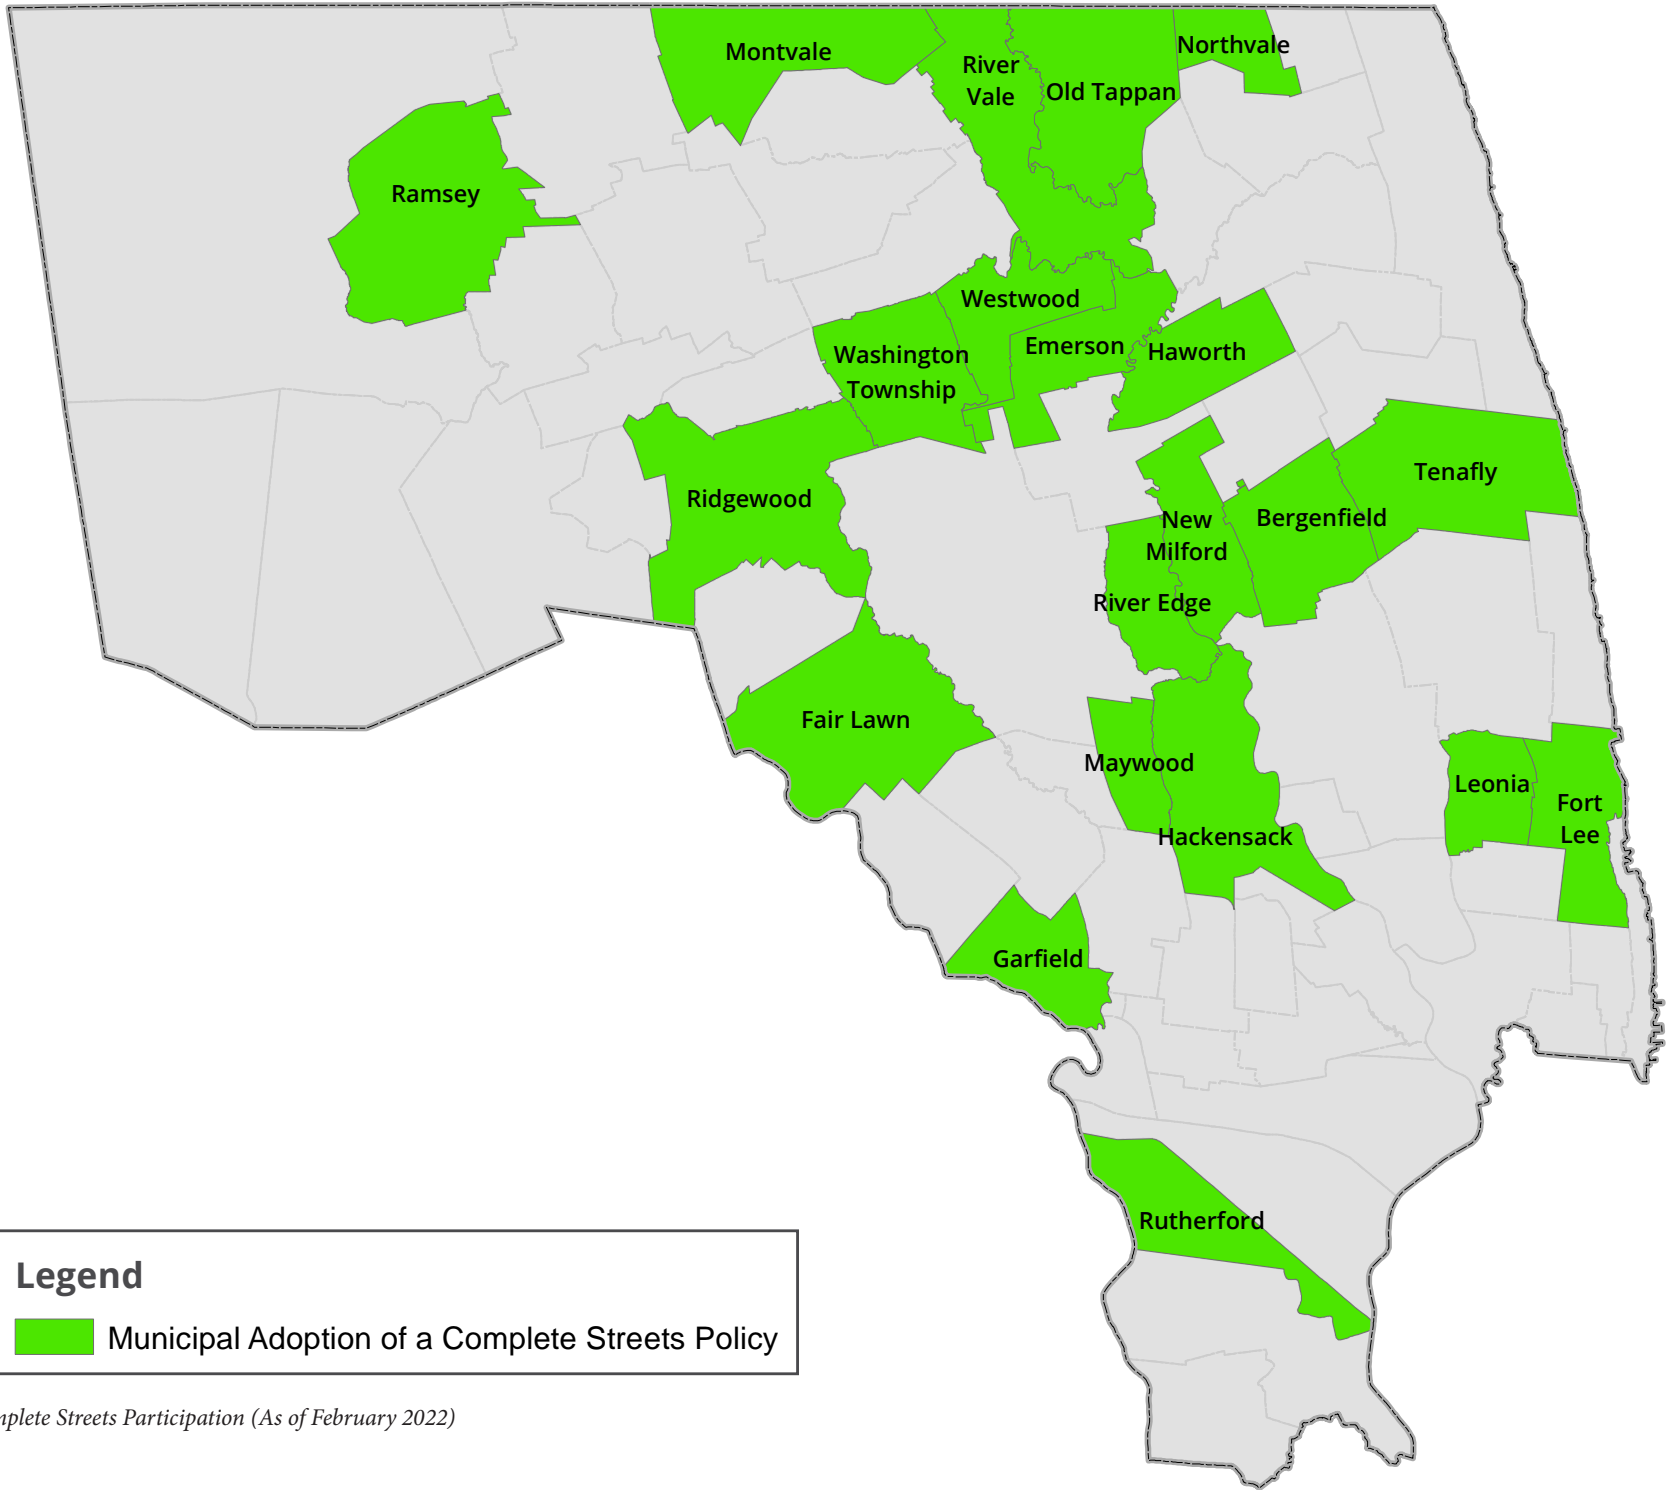 Montvale
River
Vale
Old Tappan
Northvale
Ramsey
Westwood
Washington
Township
Emerson
Haworth
Ridgewood
New
Milford
Bergenfield
Tenafly
River Edge
Fair Lawn
Maywood
Hackensack
Leonia
Fort
Lee
Garfield
Rutherford
Legend
Municipal Adoption of a Complete Streets Policy
Streets Participation (As of February 2022)